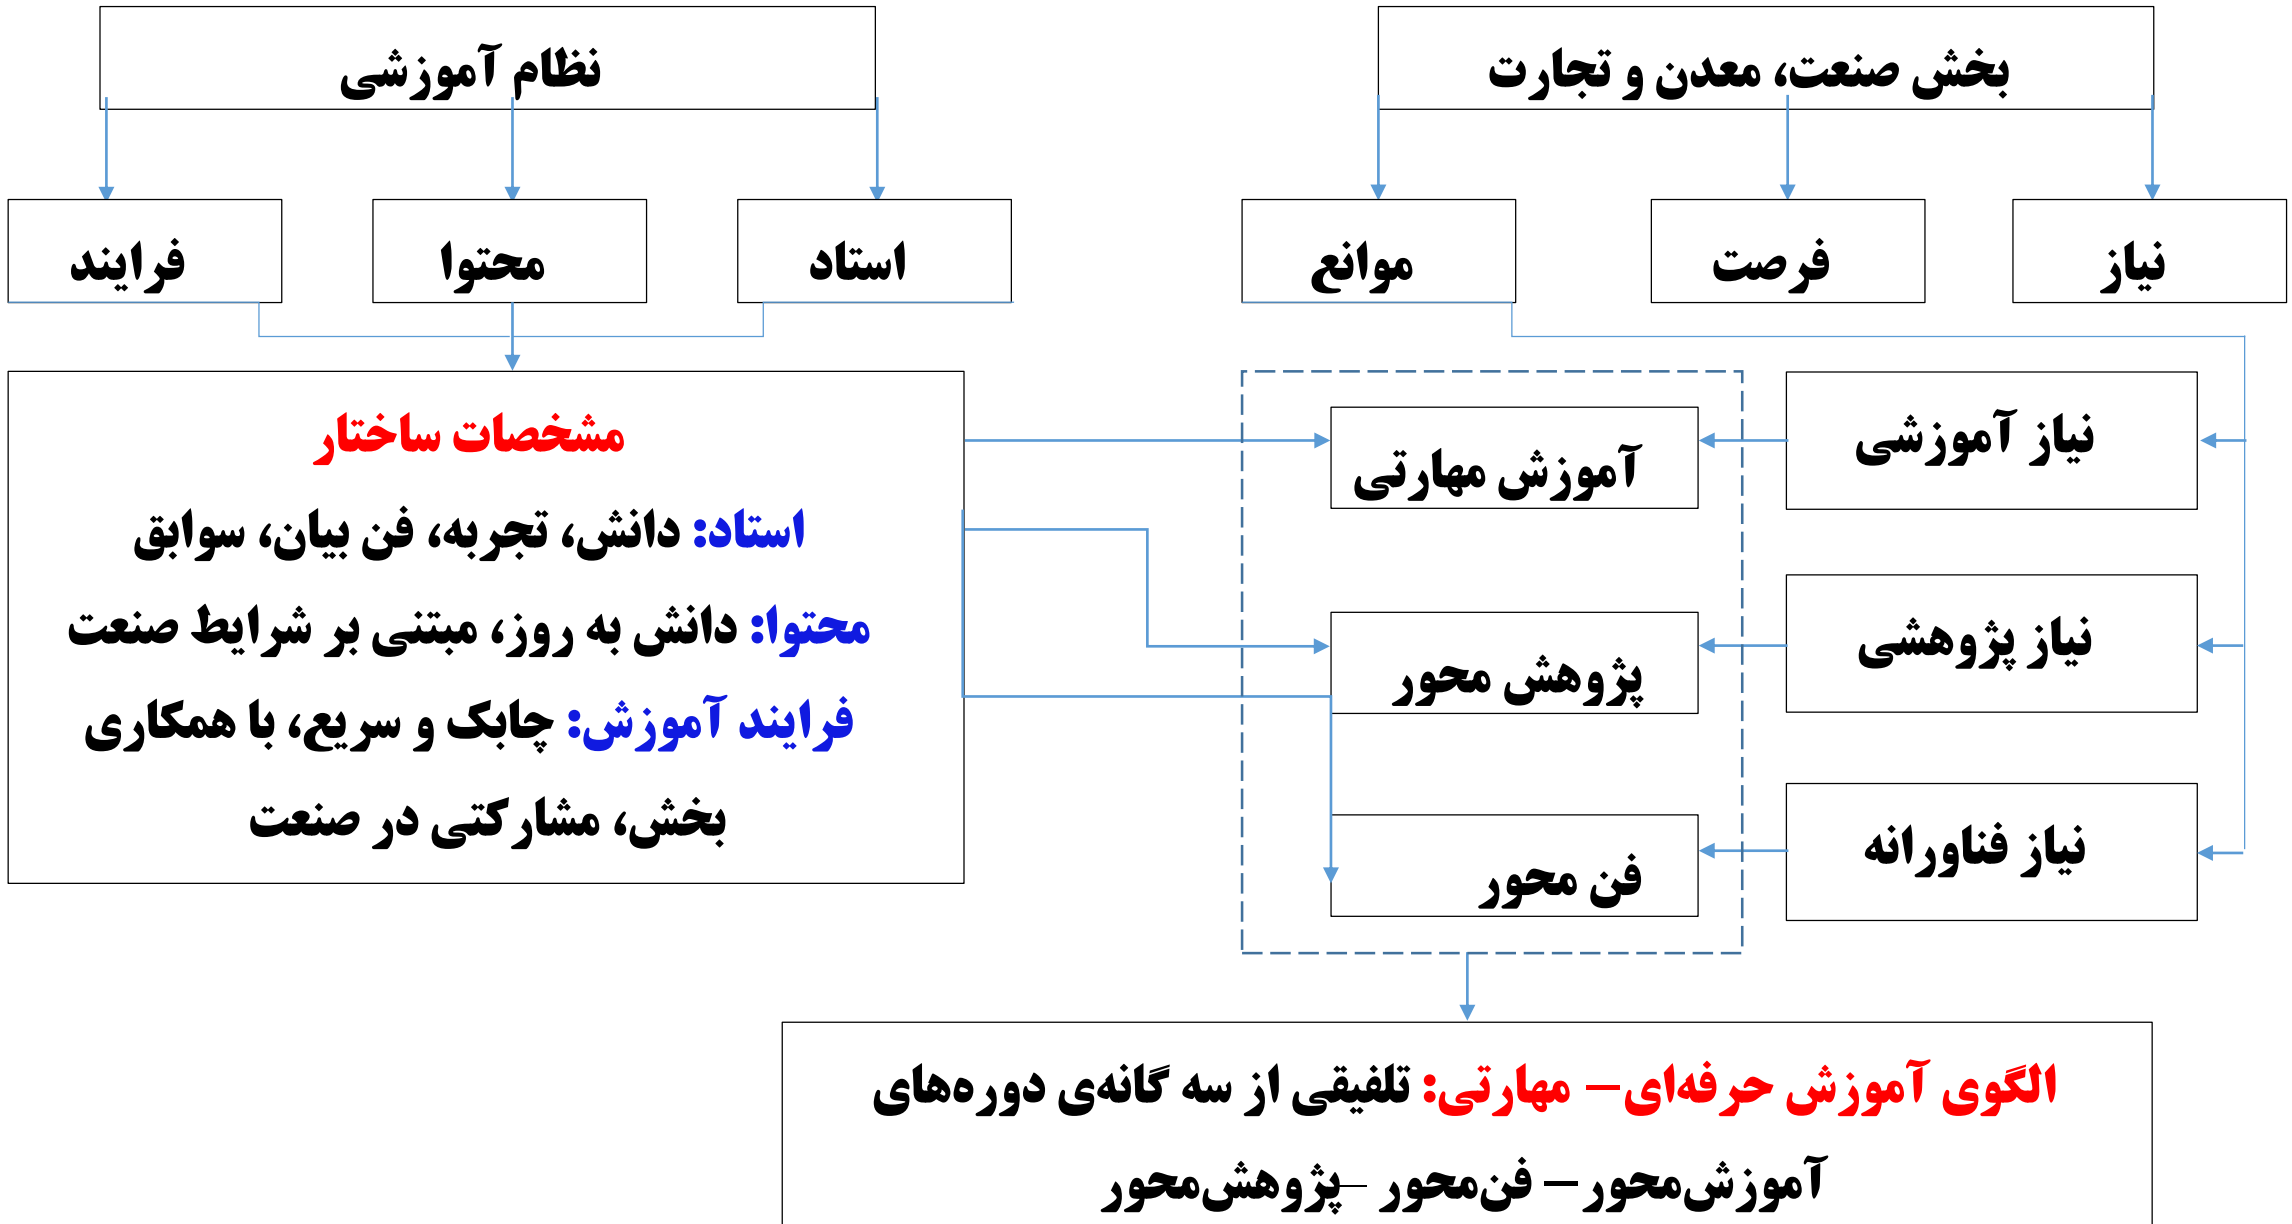 بخش صنعت، معدن و تجارت
نظام آموزشی
نیاز
فرصت
موانع
استاد
محتوا
فرایند
نیاز آموزشی
آموزش مهارتی
نیاز پژوهشی
پژوهش محور
نیاز فناورانه
فن محور
مشخصات ساختار
استاد: دانش، تجربه، فن بیان، سوابق
محتوا: دانش به روز، مبتنی بر شرایط صنعت
فرایند آموزش: چابک و سریع، با همکاری
بخش، مشارکتی در صنعت
الگوی آموزش حرفه‌ای– مهارتی: تلفیقی از سه گانه‌ی دوره‌های
آموزش‌محور– فن‌محور –پژوهش‌محور